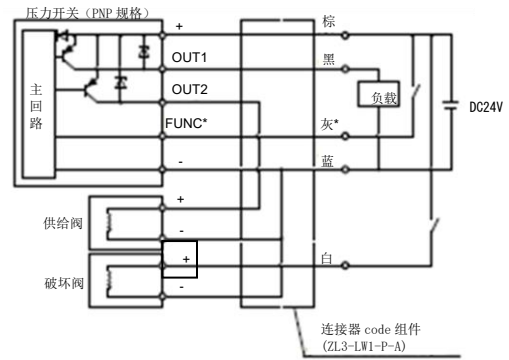 压力开关（PNP 规格）
+
棕
OUT1
黑
主回路
OUT2
负载
DC24V
FUNC*
灰*
-
蓝
+
供给阀
-
+
白
破坏阀
-
连接器 code 组件
(ZL3-LW1-P-A)